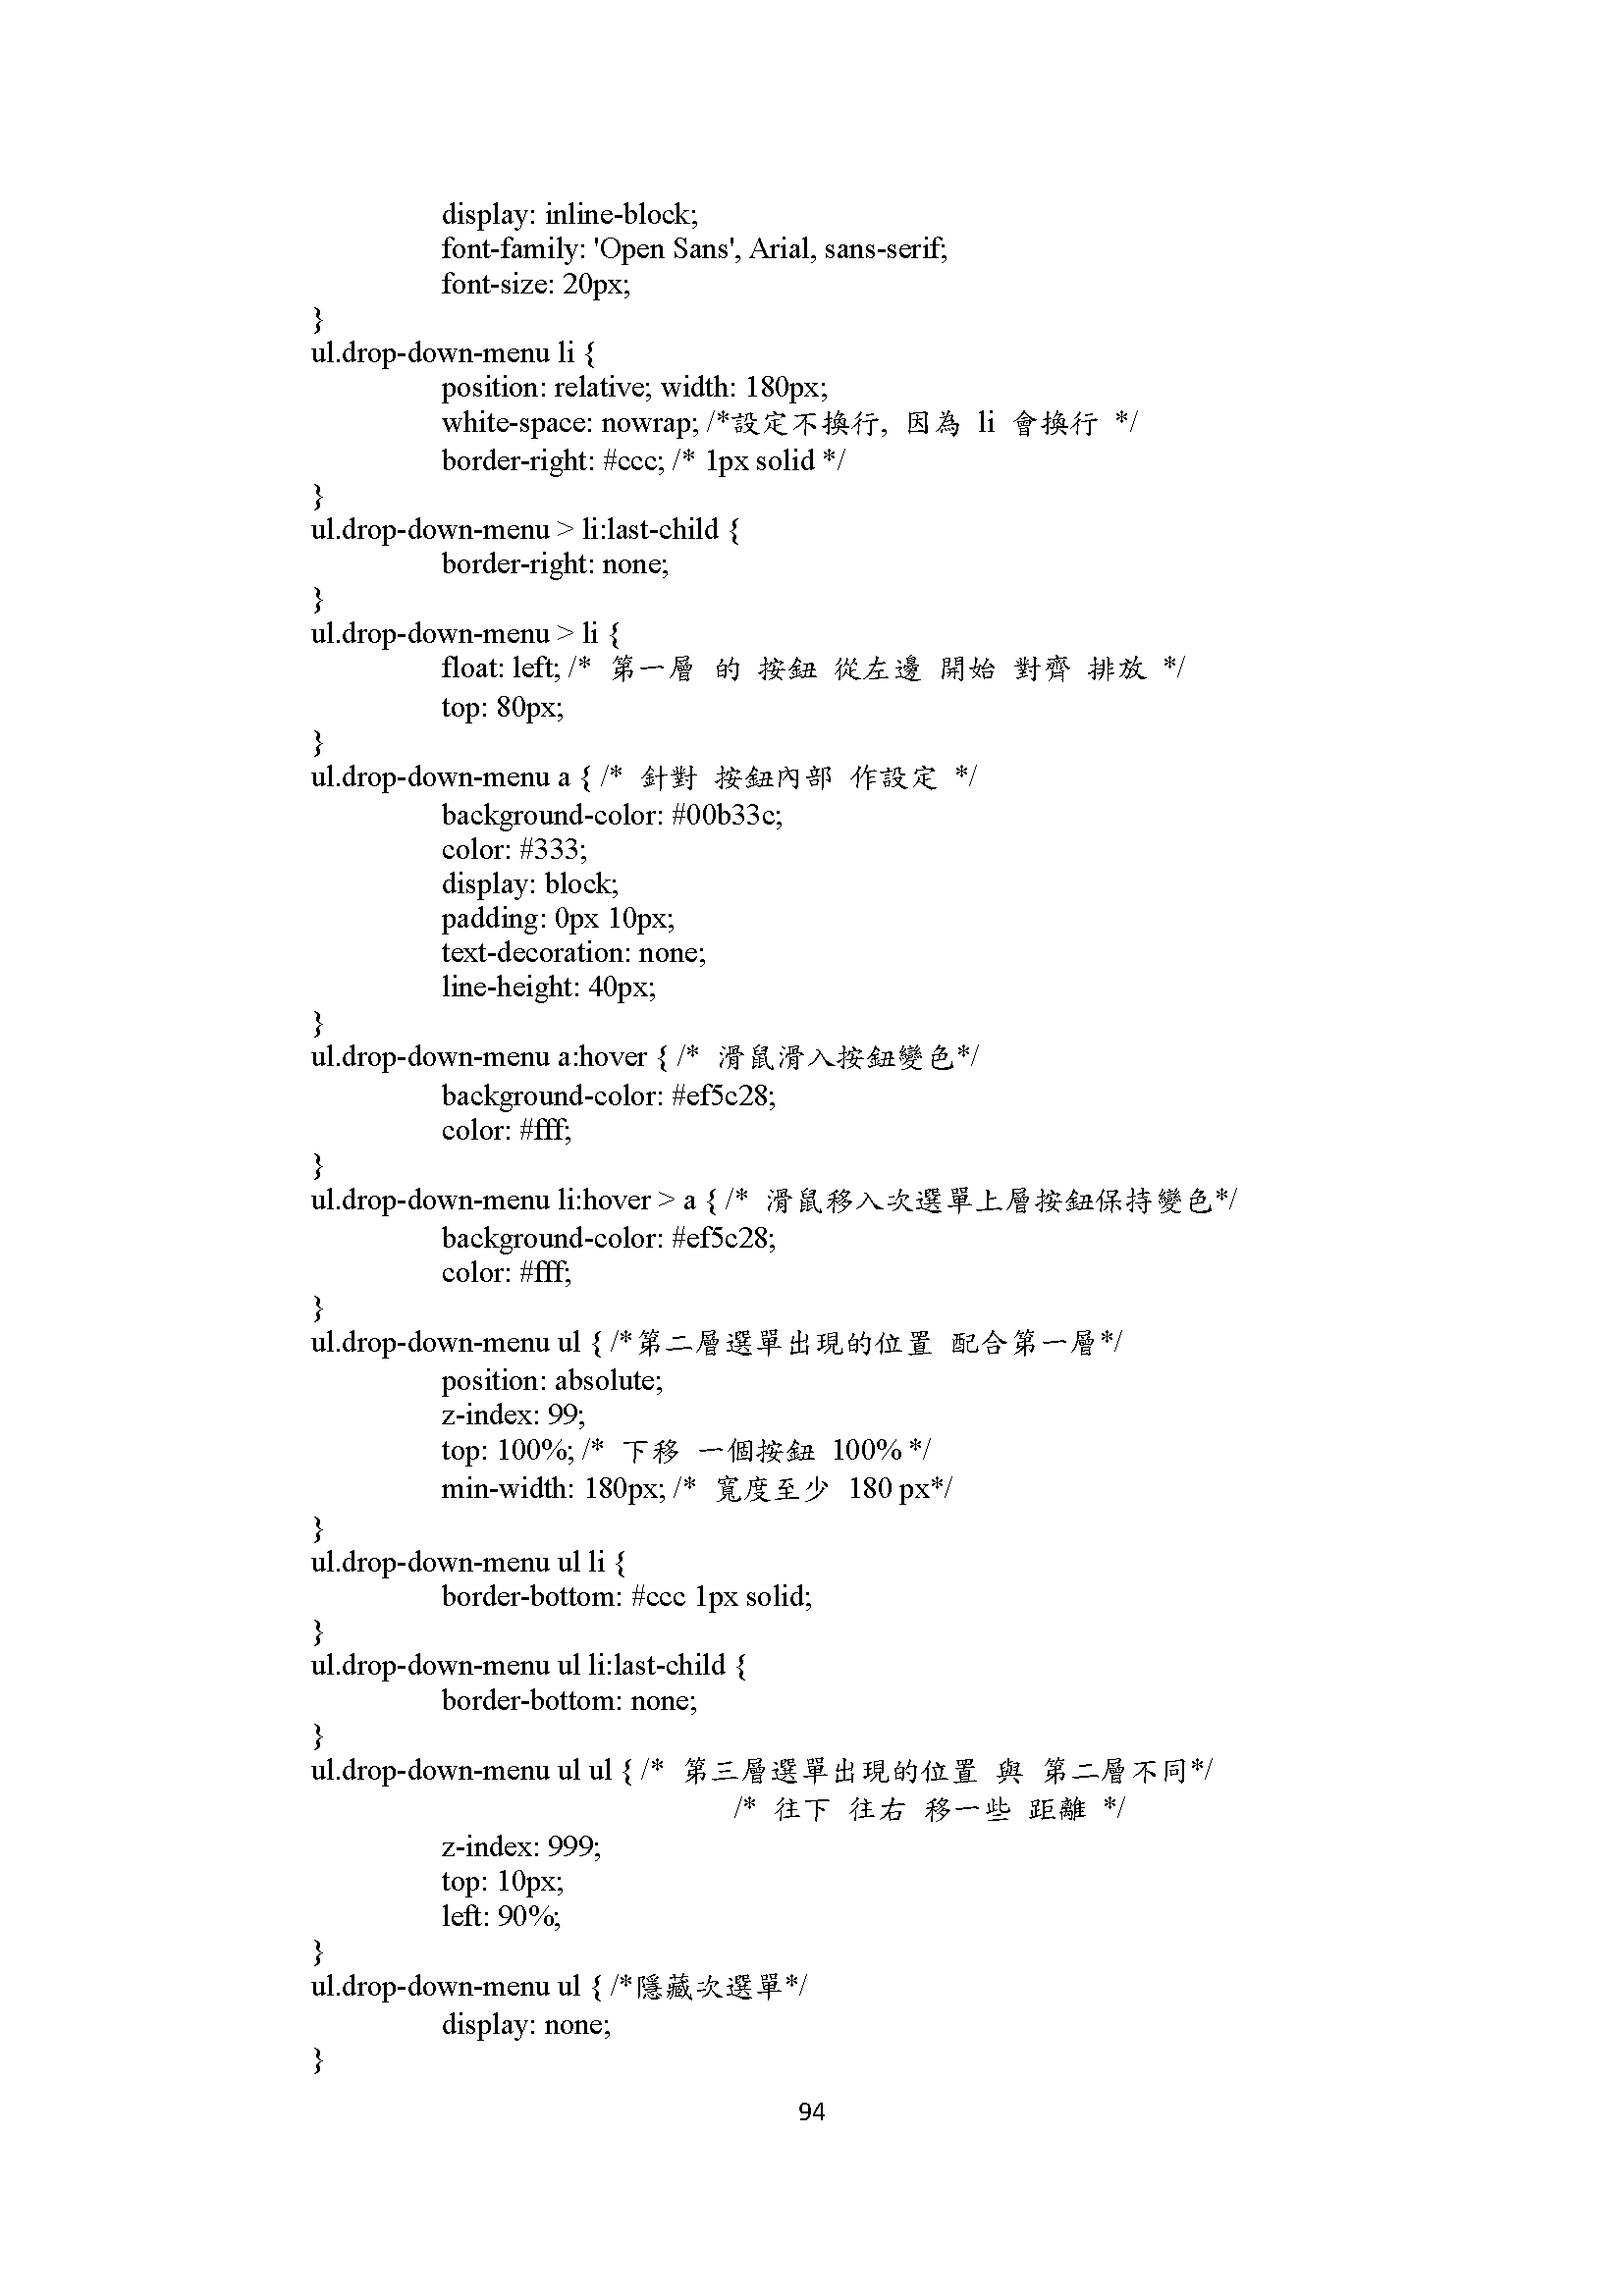 display: inline-block;
font-family: 'Open Sans', Arial, sans-serif;
font-size: 20px;
}
ul.drop-down-menu li {
position: relative; width: 180px;
white-space: nowrap; /*設定不換行, 因為 li 會換行 */
border-right: #ccc; /* 1px solid */
}
ul.drop-down-menu > li:last-child {
border-right: none;
}
ul.drop-down-menu > li {
float: left; /* 第一層 的 按鈕 從左邊 開始 對齊 排放 */
top: 80px;
}
ul.drop-down-menu a { /* 針對 按鈕內部 作設定 */
background-color: #00b33c;
color: #333;
display: block;
padding: 0px 10px;
text-decoration: none;
line-height: 40px;
}
ul.drop-down-menu a:hover { /* 滑鼠滑入按鈕變色*/
background-color: #ef5c28;
color: #fff;
}
ul.drop-down-menu li:hover > a { /* 滑鼠移入次選單上層按鈕保持變色*/
background-color: #ef5c28;
color: #fff;
}
ul.drop-down-menu ul { /*第二層選單出現的位置 配合第一層*/
position: absolute;
z-index: 99;
top: 100%; /* 下移 一個按鈕 100% */
min-width: 180px; /* 寬度至少 180 px*/
}
ul.drop-down-menu ul li {
border-bottom: #ccc 1px solid;
}
ul.drop-down-menu ul li:last-child {
border-bottom: none;
}
ul.drop-down-menu ul ul { /* 第三層選單出現的位置 與 第二層不同*/
/* 往下 往右 移一些 距離 */
z-index: 999;
top: 10px;
left: 90%;
}
ul.drop-down-menu ul { /*隱藏次選單*/
display: none;
}
94